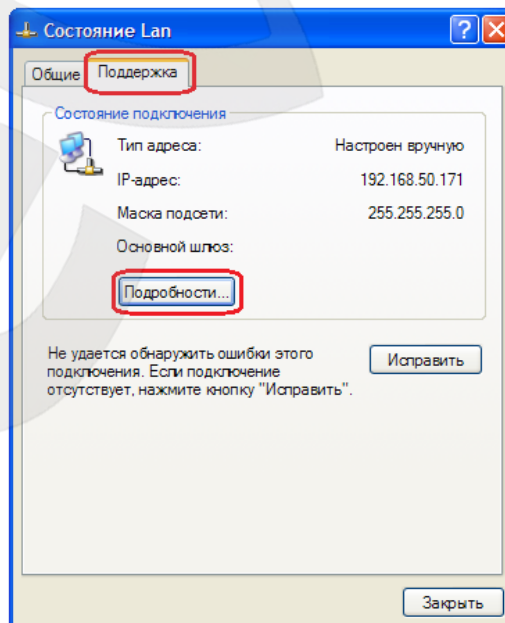 Состояние Lan
Общие Поддержка
Состояние подключения
Тип адреса: Настроен вручную
IP-адрес: 192.168.50.171
Маска подсети: 255.255.255.0
Основной шлюз:
Подробности...
Не удается обнаружить ошибки этого
подключения. Если подключение
отсутствует, нажмите кнопку "Исправить".
Исправить
Закрыть